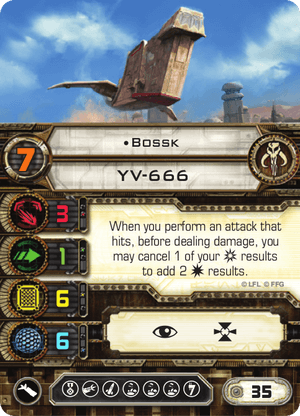 •Bossk
7
YV-666
3
1
6
6
When you perform an attack that
hits, before dealing damage, you
may cancel 1 of your results
to add 2 results.
© LFL © FFG
35